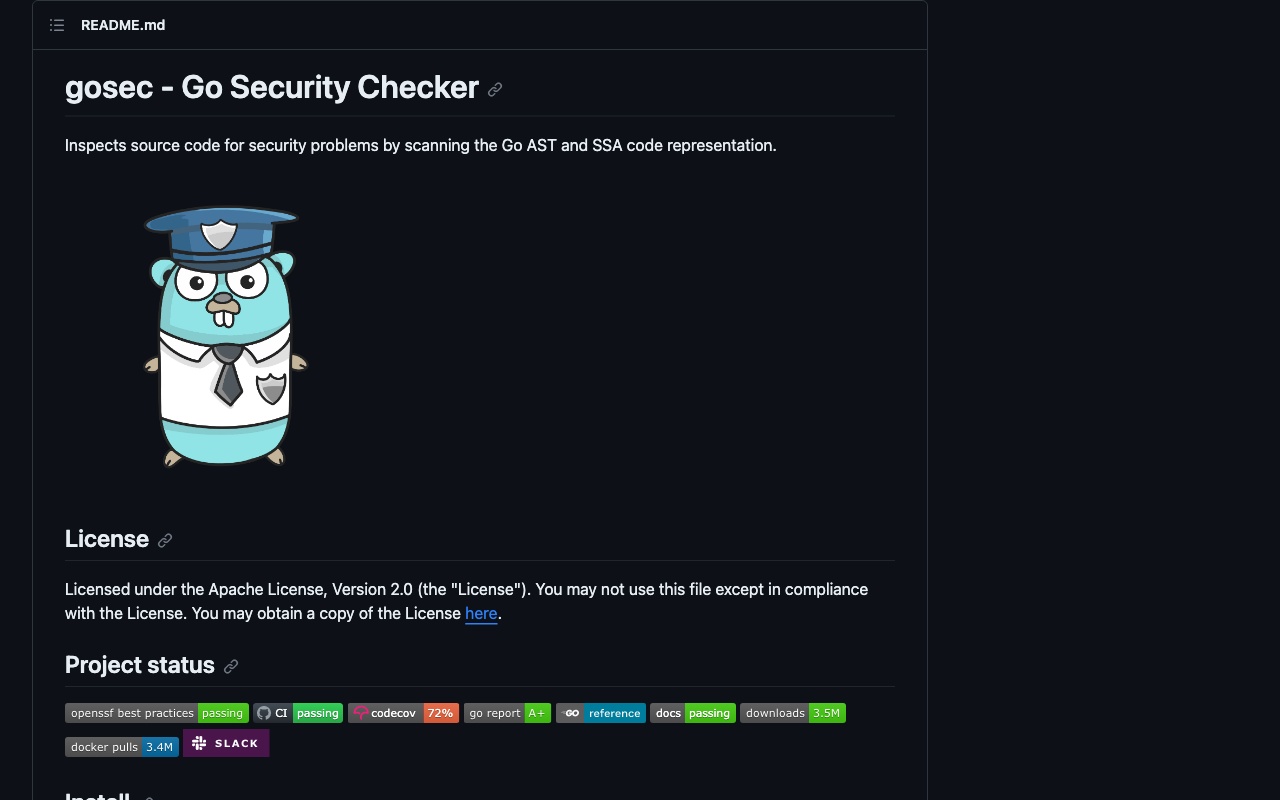 README.md
gosec - Go Security Checker
Inspects source code for security problems by scanning the Go AST and SSA code representation.
License
Licensed under the Apache License, Version 2.0 (the "License"). You may not use this file except in compliance
with the License. You may obtain a copy of the License here.
Project status
openssf best practices passing CI passing codecov 72% go report A+ GO reference docs passing downloads 3.5M
docker pulls 3.4M SLACK
Install